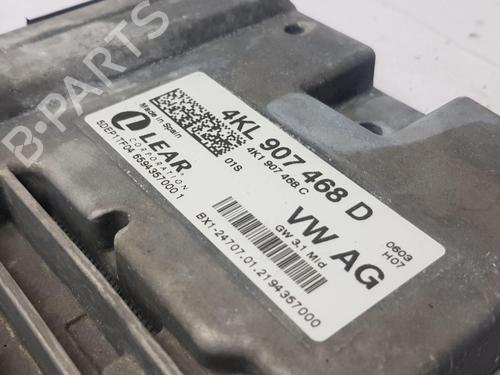 B-PARTS
4KL 907 468 D
4K1 907 468 C
01S
Made in Spain
LEAR
CORPORATION
5DEP1TF04 6594357000 1
VW AG
GW 3.1 Mid
0603
H07
BX1-24707.01.2194357000